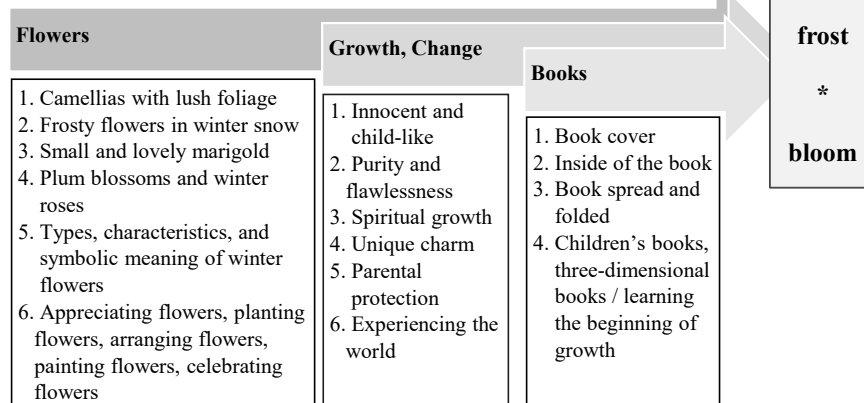 Flowers
1. Camellias with lush foliage
2. Frosty flowers in winter snow
3. Small and lovely marigold
4. Plum blossoms and winter
roses
5. Types, characteristics, and
symbolic meaning of winter
flowers
6. Appreciating flowers, planting
flowers, arranging flowers,
painting flowers, celebrating
flowers
Growth, Change
1. Innocent and
child-like
2. Purity and
flawlessness
3. Spiritual growth
4. Unique charm
5. Parental
protection
6. Experiencing the
world
Books
1. Book cover
2. Inside of the book
3. Book spread and
folded
4. Children’s books,
three-dimensional
books / learning
the beginning of
growth
frost
*
bloom